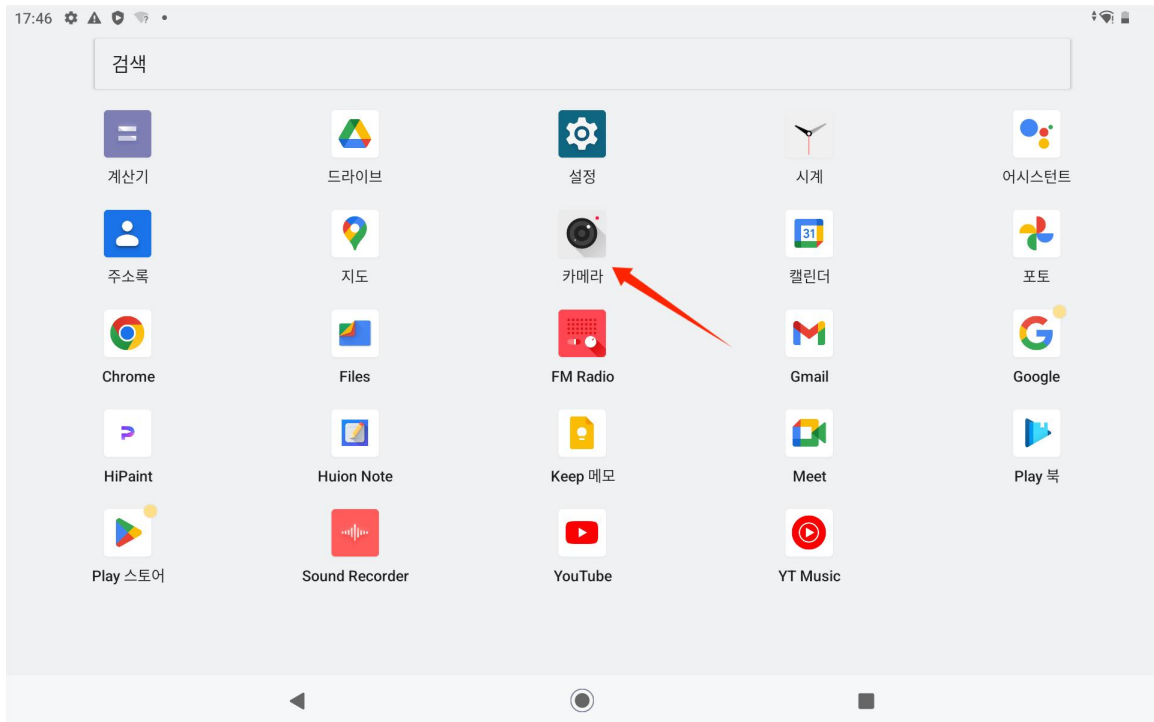 17:46
검색
계산기 드라이브 설정 시계 어시스턴트
주소록 지도 카메라 31 캘린더 포토
Chrome Files FM Radio Gmail Google
HiPaint Huion Note Keep 메모 Meet Play 북
Play 스토어 Sound Recorder YouTube YT Music